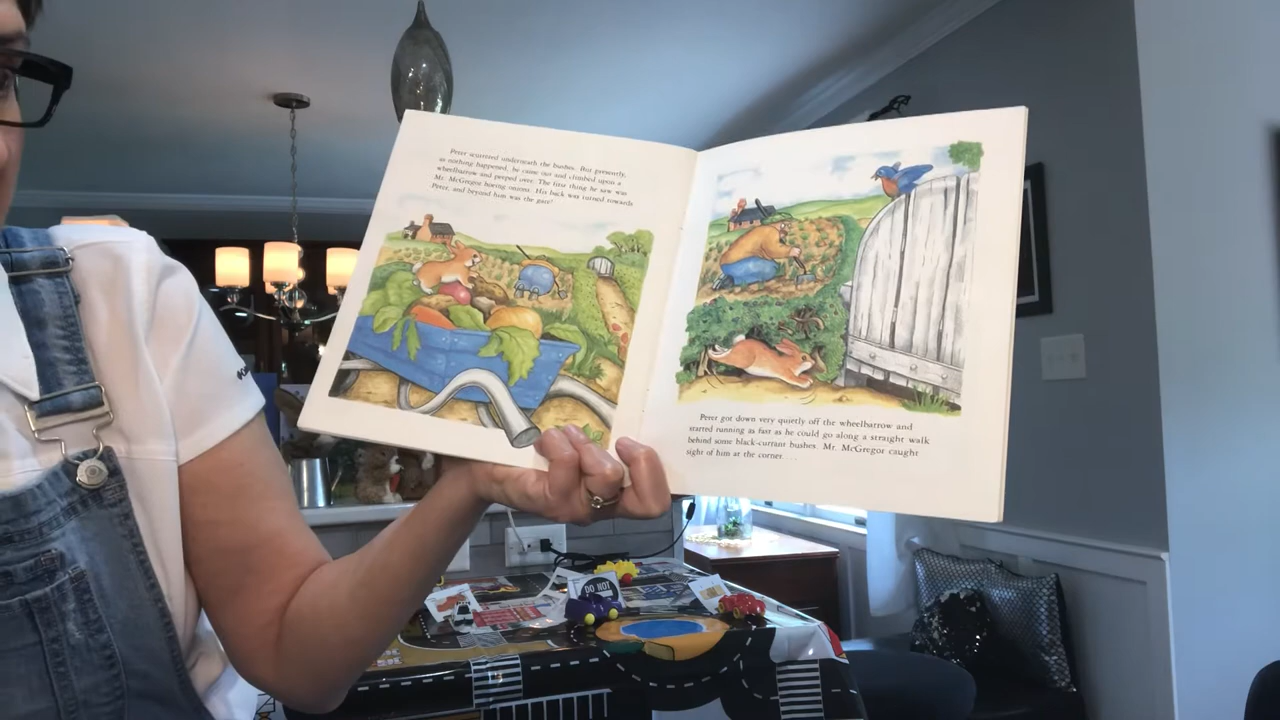 Peter scurried underneath the bushes. But presently,
as nothing happened, he came out and climbed upon a
wheelbarrow and peeped over. The first thing he saw was
Mr. McGregor hoeing onions. His back was turned towards
Peter, and beyond him was the gate!
Peter got down very quietly off the wheelbarrow and
started running as fast as he could go along a straight walk
behind some black-currant bushes. Mr. McGregor caught
sight of him at the corner . . .
DO NOT